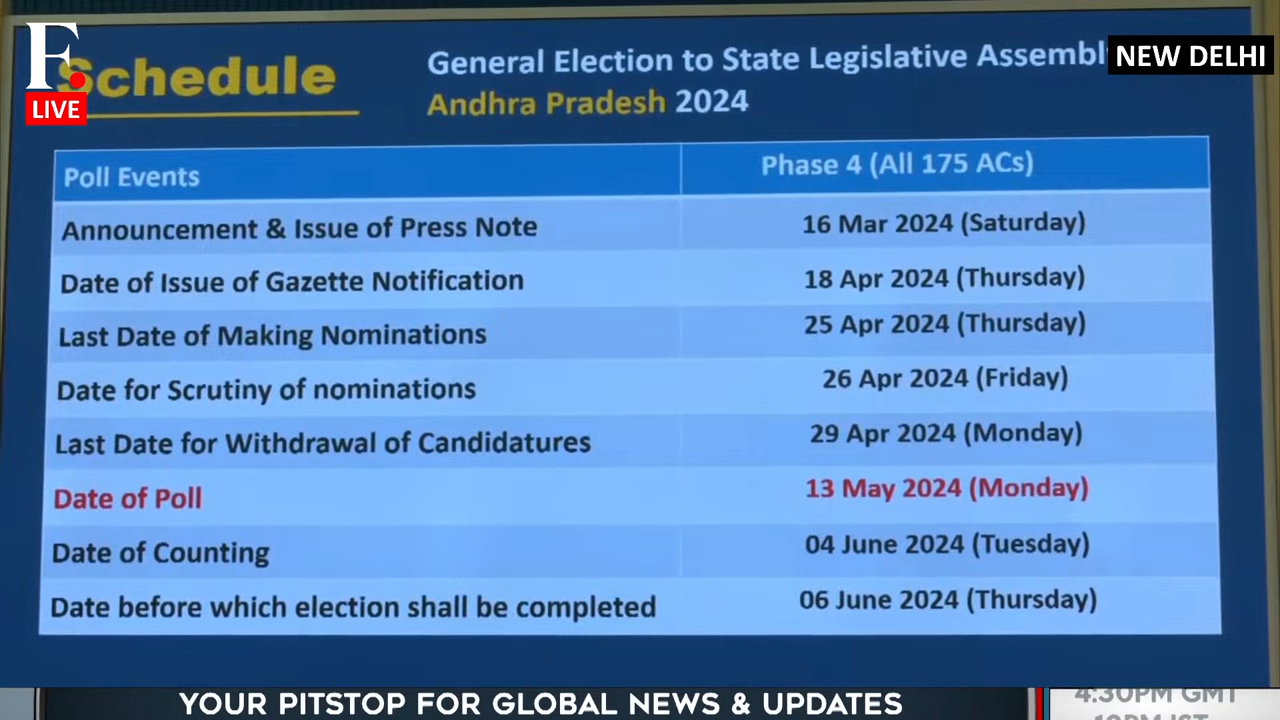 F.
LIVE
Schedule
General Election to State Legislative Assembl
Andhra Pradesh 2024
NEW DELHI
Poll Events Phase 4 (All 175 ACs)
Announcement & Issue of Press Note 16 Mar 2024 (Saturday)
Date of Issue of Gazette Notification 18 Apr 2024 (Thursday)
Last Date of Making Nominations 25 Apr 2024 (Thursday)
Date for Scrutiny of nominations 26 Apr 2024 (Friday)
Last Date for Withdrawal of Candidatures 29 Apr 2024 (Monday)
Date of Poll 13 May 2024 (Monday)
Date of Counting 04 June 2024 (Tuesday)
Date before which election shall be completed 06 June 2024 (Thursday)
YOUR PITSTOP FOR GLOBAL NEWS & UPDATES
4:30PM GMT